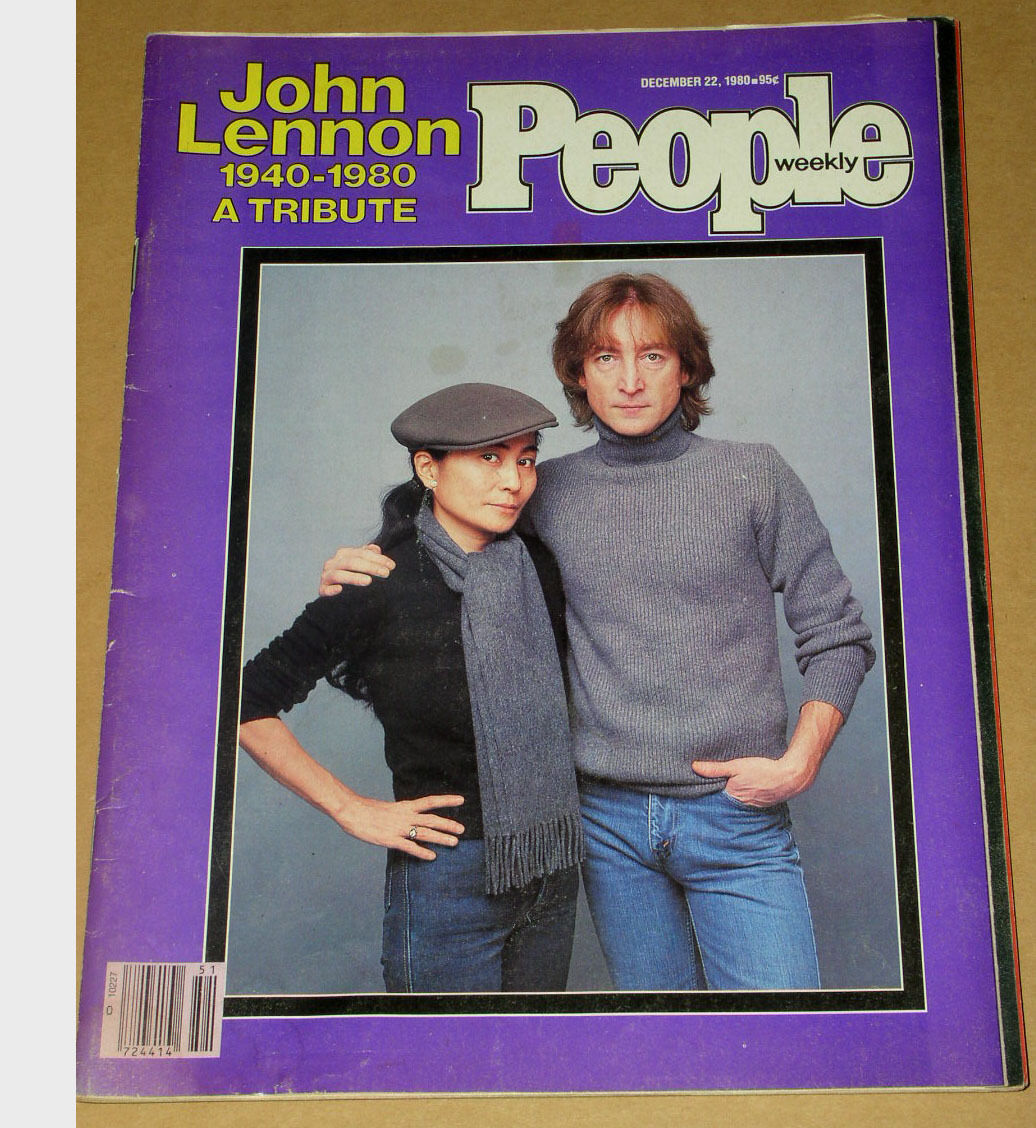 John
Lennon
1940-1980
A TRIBUTE
DECEMBER 22, 1980■95¢
People
weekly
51
0 10227
724414